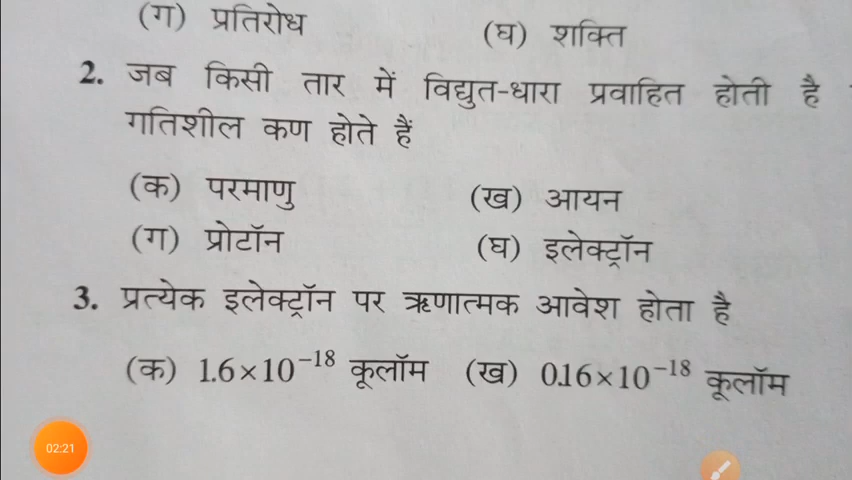 (ग) प्रतिरोध (घ) शक्ति
2. जब किसी तार में विद्युत-धारा प्रवाहित होती है
गतिशील कण होते हैं
(क) परमाणु (ख) आयन
(ग) प्रोटॉन (घ) इलेक्ट्रॉन
3. प्रत्येक इलेक्ट्रॉन पर ऋणात्मक आवेश होता है
(क) 1.6×10⁻¹⁸ कूलॉम (ख) 0.16×10⁻¹⁸ कूलॉम
02:21